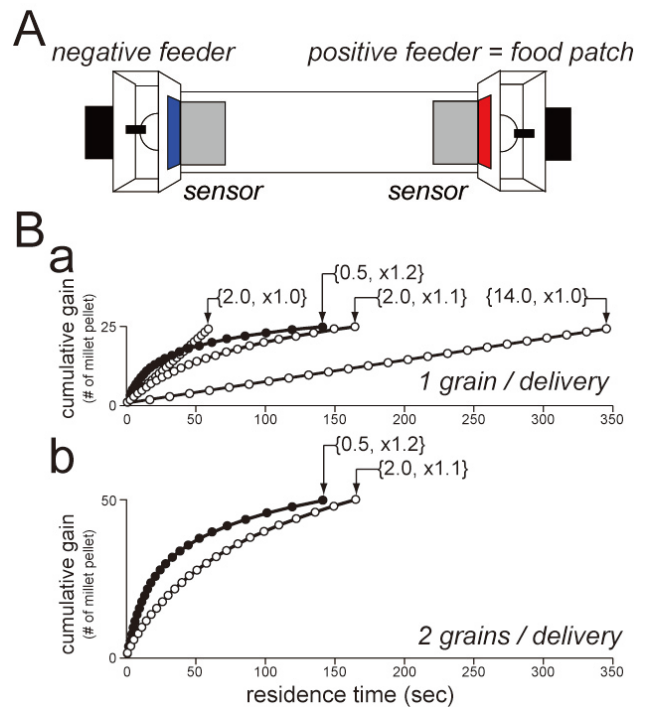 A
negative feeder
positive feeder = food patch
sensor
sensor
B
a
{0.5, x1.2}
{2.0, x1.0}
{2.0, x1.1}
{14.0, x1.0}
cumulative gain
(# of millet pellet)
25
0
1 grain / delivery
0 50 100 150 200 250 300 350
b
{0.5, x1.2}
{2.0, x1.1}
cumulative gain
(# of millet pellet)
50
0
2 grains / delivery
0 50 100 150 200 250 300 350
residence time (sec)